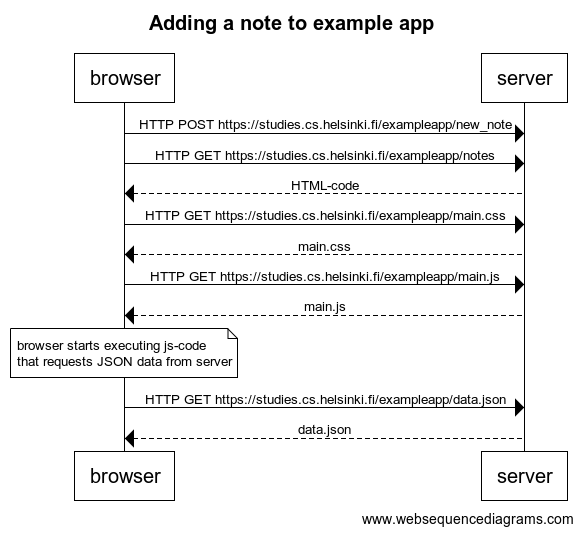 Adding a note to example app
browser server
HTTP POST https://studies.cs.helsinki.fi/exampleapp/new_note
HTTP GET https://studies.cs.helsinki.fi/exampleapp/notes
HTML-code
HTTP GET https://studies.cs.helsinki.fi/exampleapp/main.css
main.css
HTTP GET https://studies.cs.helsinki.fi/exampleapp/main.js
main.js
browser starts executing js-code
that requests JSON data from server
HTTP GET https://studies.cs.helsinki.fi/exampleapp/data.json
data.json
browser server
www.websequencediagrams.com